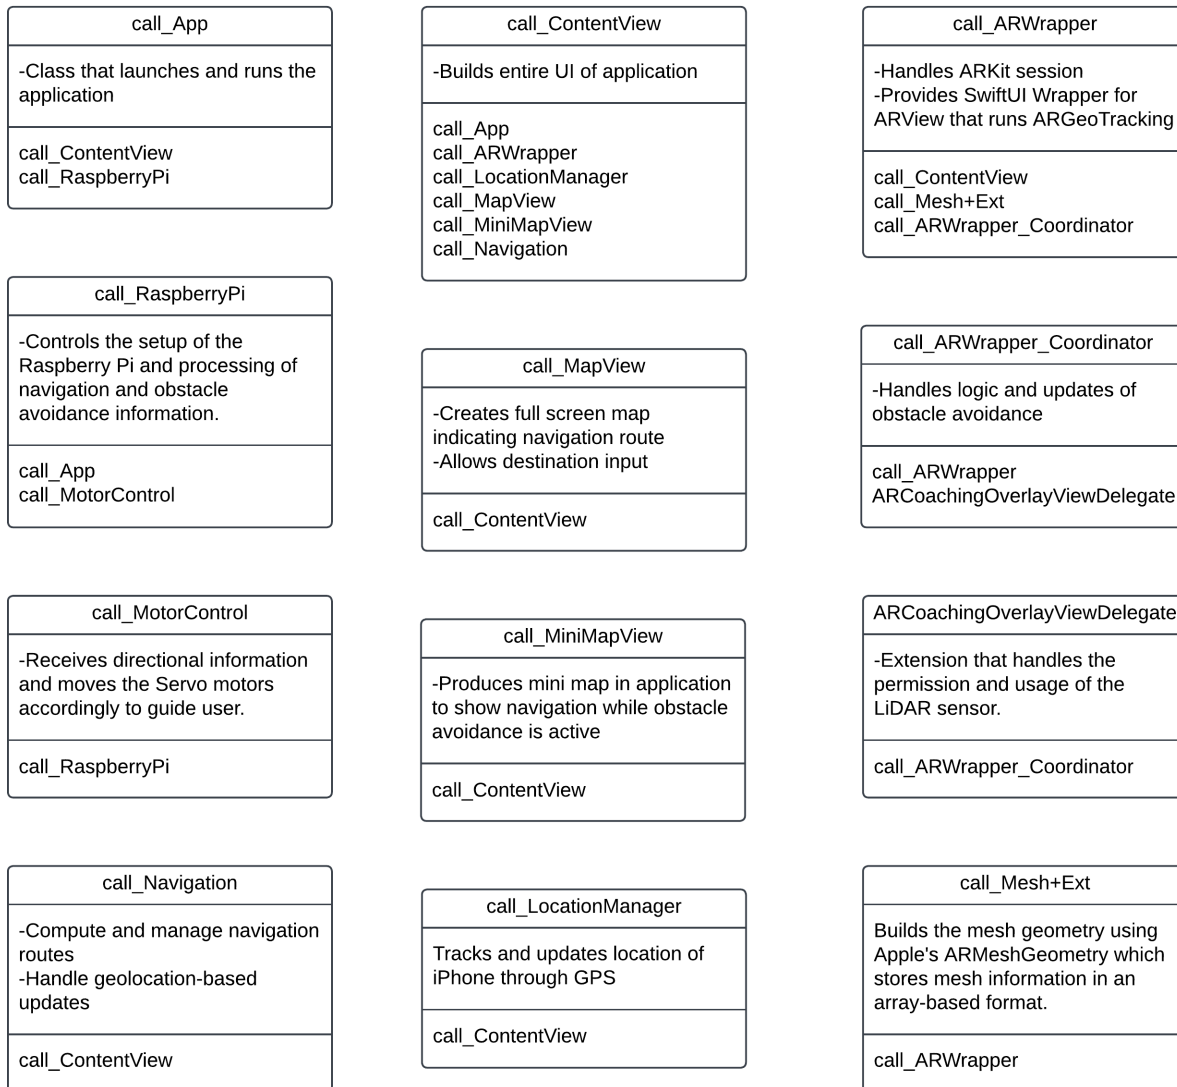 call_App
-Class that launches and runs the
application
call_ContentView
call_RaspberryPi
call_RaspberryPi
-Controls the setup of the
Raspberry Pi and processing of
navigation and obstacle
avoidance information.
call_App
call_MotorControl
call_MotorControl
-Receives directional information
and moves the Servo motors
accordingly to guide user.
call_RaspberryPi
call_Navigation
-Compute and manage navigation
routes
-Handle geolocation-based
updates
call_ContentView
call_ContentView
-Builds entire UI of application
call_App
call_ARWrapper
call_LocationManager
call_MapView
call_MiniMapView
call_Navigation
call_MapView
-Creates full screen map
indicating navigation route
-Allows destination input
call_ContentView
call_MiniMapView
-Produces mini map in application
to show navigation while obstacle
avoidance is active
call_ContentView
call_LocationManager
Tracks and updates location of
iPhone through GPS
call_ContentView
call_ARWrapper
-Handles ARKit session
-Provides SwiftUI Wrapper for
ARView that runs ARGeoTracking
call_ContentView
call_Mesh+Ext
call_ARWrapper_Coordinator
call_ARWrapper_Coordinator
-Handles logic and updates of
obstacle avoidance
call_ARWrapper
ARCoachingOverlayViewDelegate
ARCoachingOverlayViewDelegate
-Extension that handles the
permission and usage of the
LiDAR sensor.
call_ARWrapper_Coordinator
call_Mesh+Ext
Builds the mesh geometry using
Apple's ARMeshGeometry which
stores mesh information in an
array-based format.
call_ARWrapper